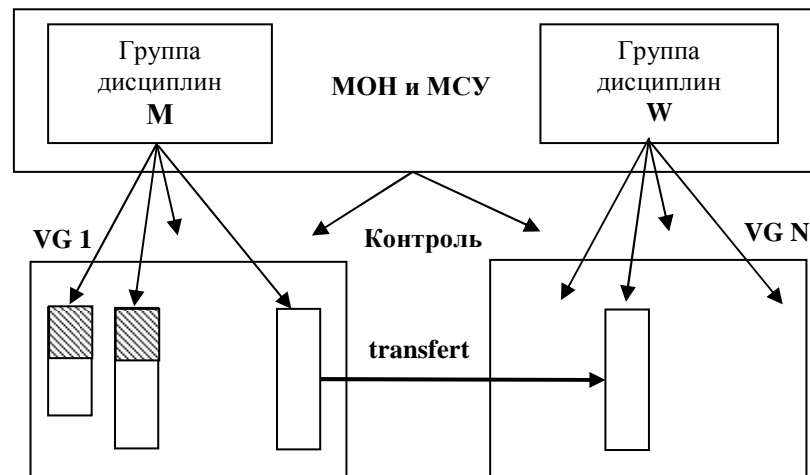 Группа
дисциплин
М
МОН и МСУ
Группа
дисциплин
W
VG 1
Контроль
VG N
transfert